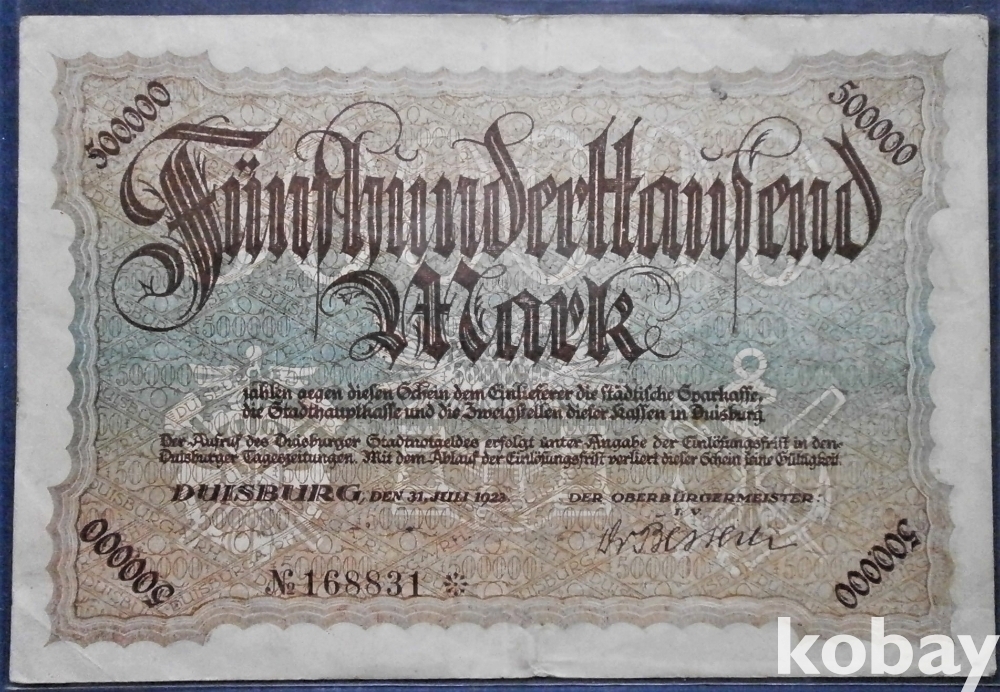 500000
500000
Fünfhunderttausend
Mark
zahlen gegen diesen Schein dem Einlieferer die städtische Sparkasse,
die Stadthauptkasse und die Zweigstellen dieser Kassen in Duisburg
Der Aufruf des Duisburger Stadtnotgeldes erfolgt unter Angabe der Einlösungsfrist in den
Duisburger Tageszeitungen. Mit dem Ablauf der Einlösungsfrist verliert dieser Schein seine Gültigkeit.
DUISBURG, DEN 31. JULI 1923. DER OBERBÜRGERMEISTER:
I. V.
500000
500000
№ 168831 *
kobay